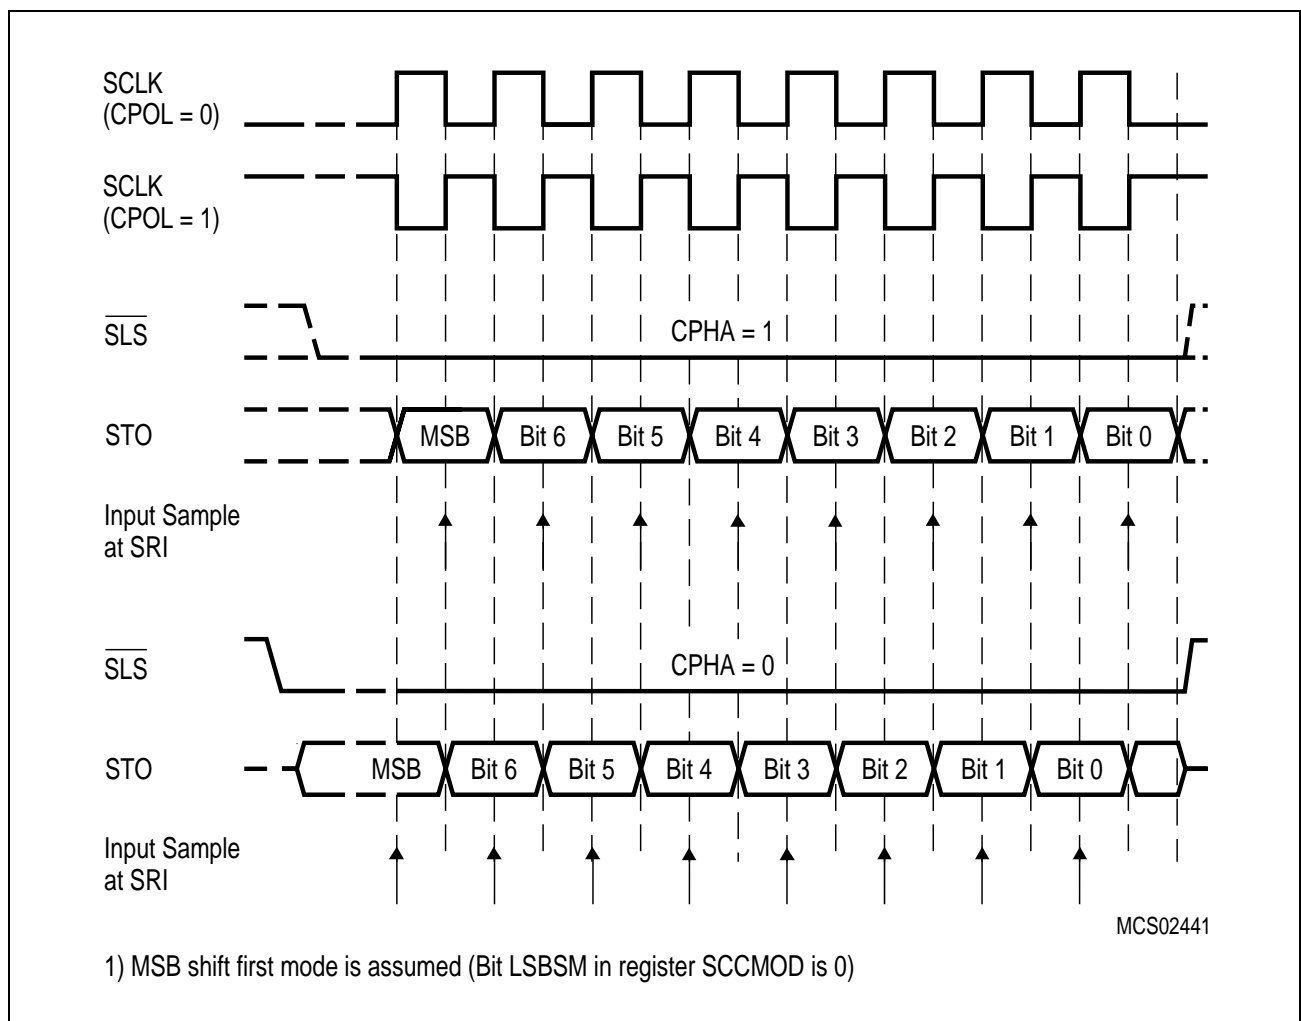 SCLK
(CPOL = 0)
SCLK
(CPOL = 1)
SLS
CPHA = 1
STO
MSB Bit 6 Bit 5 Bit 4 Bit 3 Bit 2 Bit 1 Bit 0
Input Sample
at SRI
SLS
CPHA = 0
STO
MSB Bit 6 Bit 5 Bit 4 Bit 3 Bit 2 Bit 1 Bit 0
Input Sample
at SRI
MCS02441
1) MSB shift first mode is assumed (Bit LSBSM in register SCCMOD is 0)